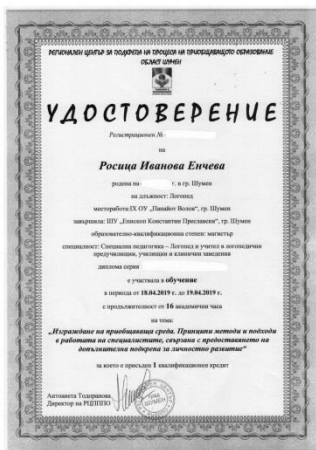 РЕГИОНАЛЕН ЦЕНТЪР ЗА ПОДКРЕПА НА ПРОЦЕСА НА ПРИОБЩАВАЩОТО ОБРАЗОВАНИЕ
ОБЛАСТ ШУМЕН
УДОСТОВЕРЕНИЕ
Регистрационен №
на
Росица Иванова Енчева
родена на г. в гр. Шумен
на длъжност: Логопед
месторабота: IX ОУ „Панайот Волов“, гр. Шумен
завършила: ШУ „Епископ Константин Преславски“, гр. Шумен
образователно-квалификационна степен: магистър
специалност: Специална педагогика – Логопед и учител в логопедични
предучилищни, училищни и клинични заведения
диплома серия
е участвала в обучение
в периода от 18.04.2019 г. до 19.04.2019 г.
с продължителност от 16 академични часа
на тема:
„Изграждане на приобщаваща среда. Принципи методи и подходи
в работата на специалистите, свързана с предоставянето на
допълнителна подкрепа за личностно развитие“
за което е присъден 1 квалификационен кредит
Антоанета Тодоранова
Директор на РЦПППО
ГРАД
ШУМЕН